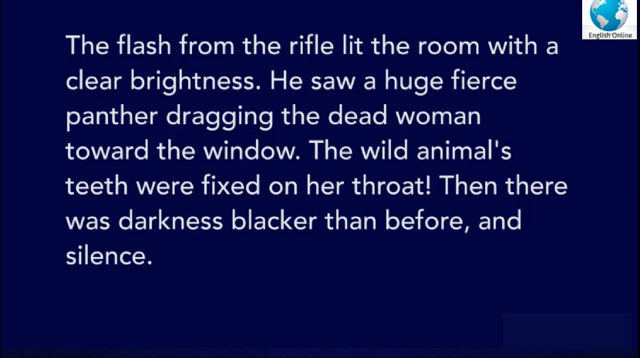 English Online
The flash from the rifle lit the room with a
clear brightness. He saw a huge fierce
panther dragging the dead woman
toward the window. The wild animal's
teeth were fixed on her throat! Then there
was darkness blacker than before, and
silence.